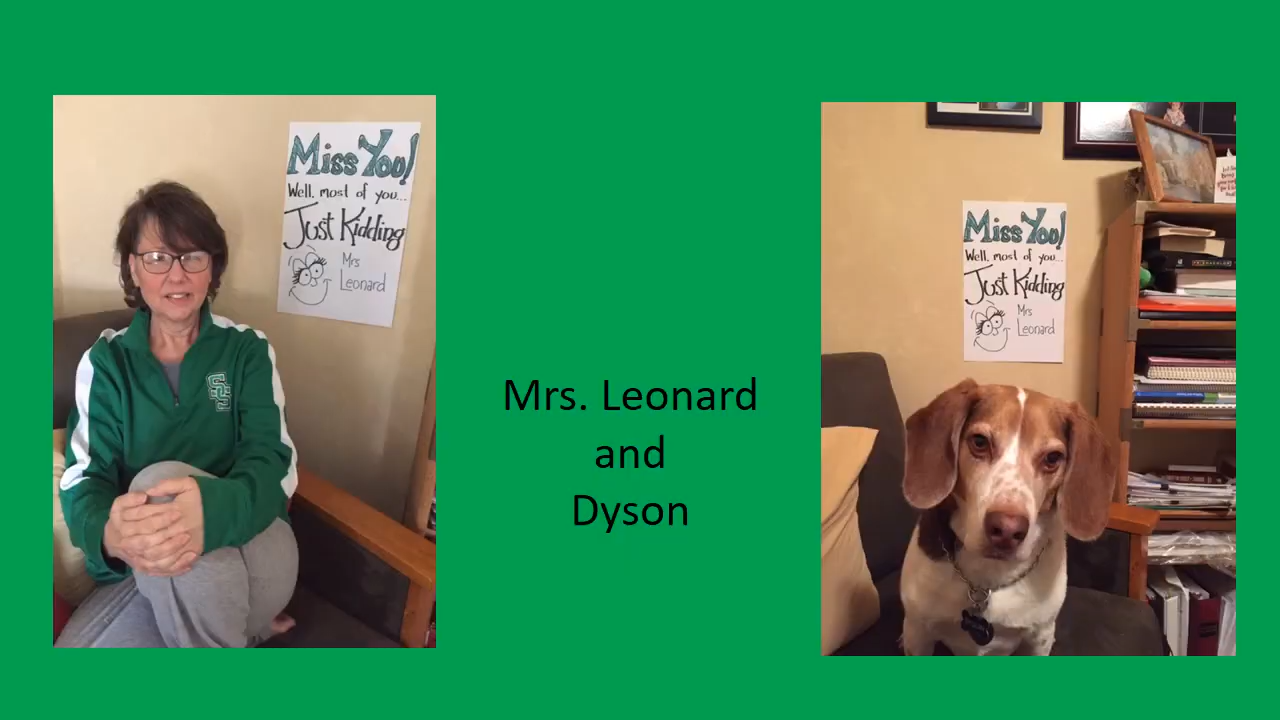 Miss You!
Well, most of you...
Just Kidding
Mrs
Leonard
SC
Mrs. Leonard
and
Dyson
Miss You!
Well, most of you...
Just Kidding
Mrs
Leonard